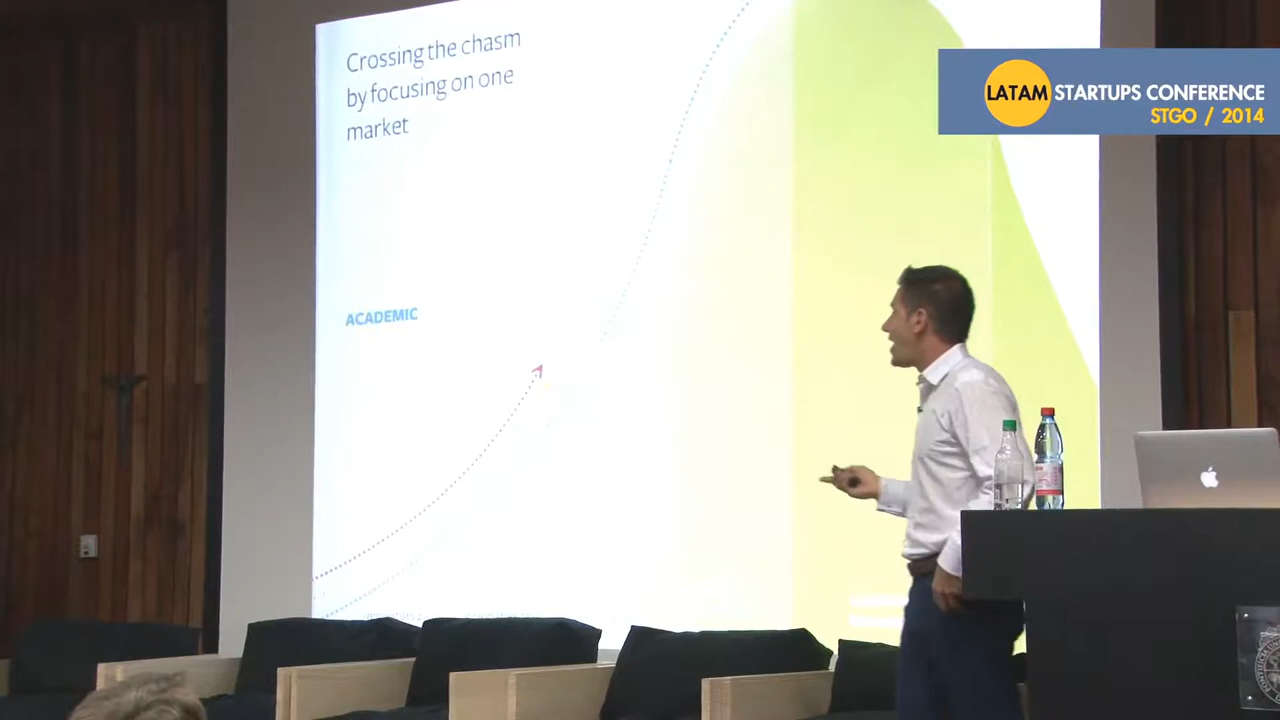 Crossing the chasm
by focusing on one
market
LATAM STARTUPS CONFERENCE
STGO / 2014
ACADEMIC